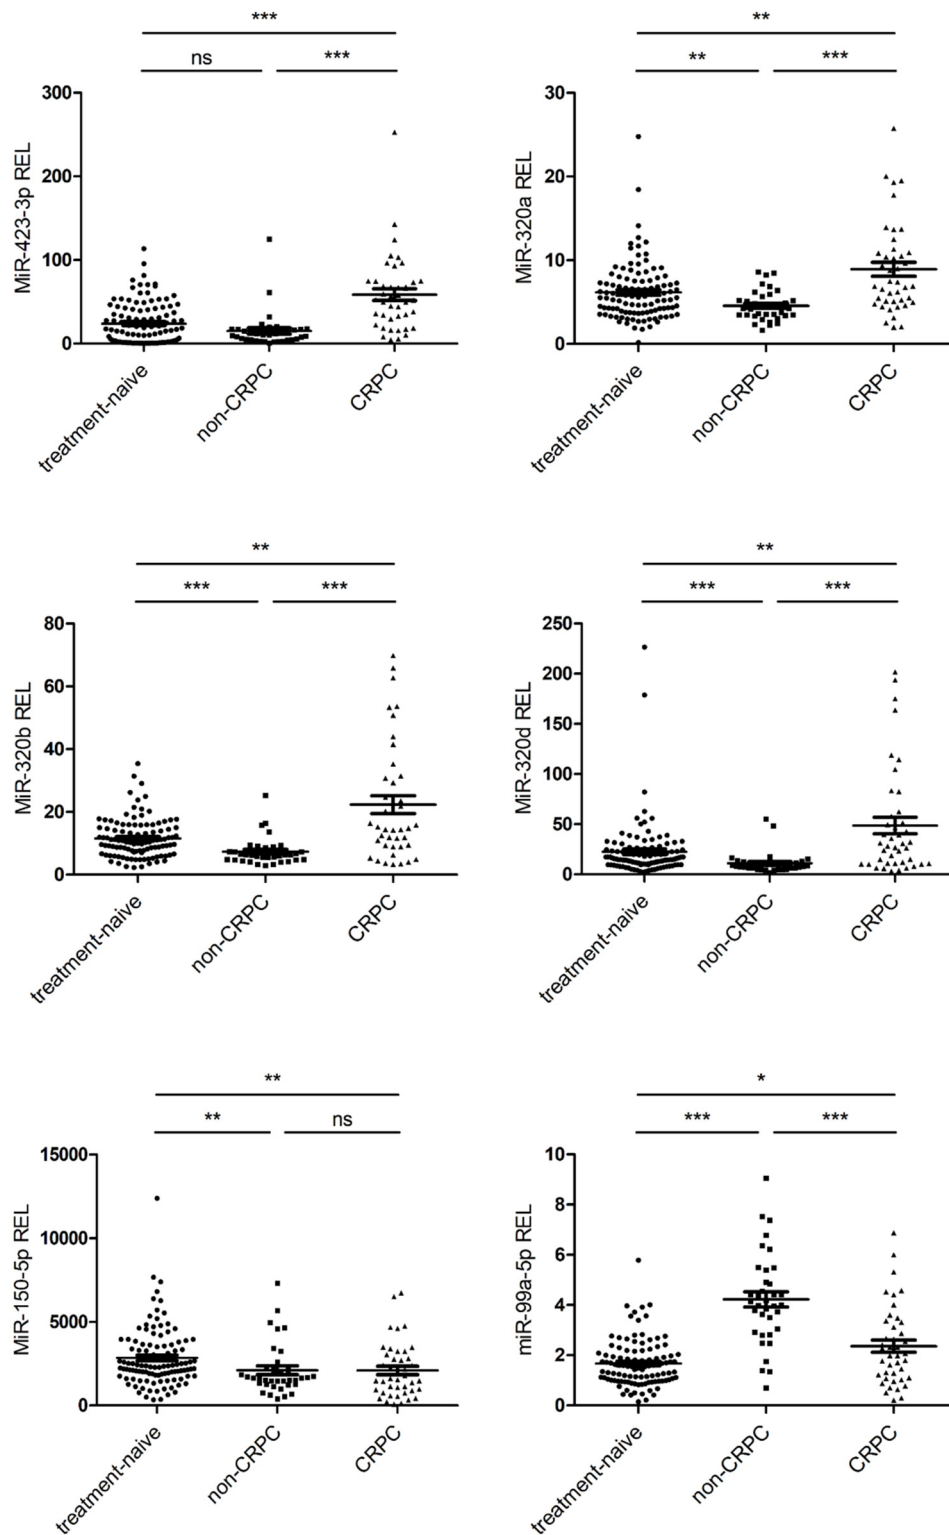 *** **
ns *** ** ***
MiR-423-3p REL
300
200
100
0
treatment-naive
non-CRPC
CRPC
MiR-320a REL
30
20
10
0
treatment-naive
non-CRPC
CRPC
** **
*** *** *** ***
MiR-320b REL
80
60
40
20
0
treatment-naive
non-CRPC
CRPC
MiR-320d REL
250
200
150
100
50
0
treatment-naive
non-CRPC
CRPC
** *
** ns *** ***
MiR-150-5p REL
15000
10000
5000
0
treatment-naive
non-CRPC
CRPC
miR-99a-5p REL
10
8
6
4
2
0
treatment-naive
non-CRPC
CRPC